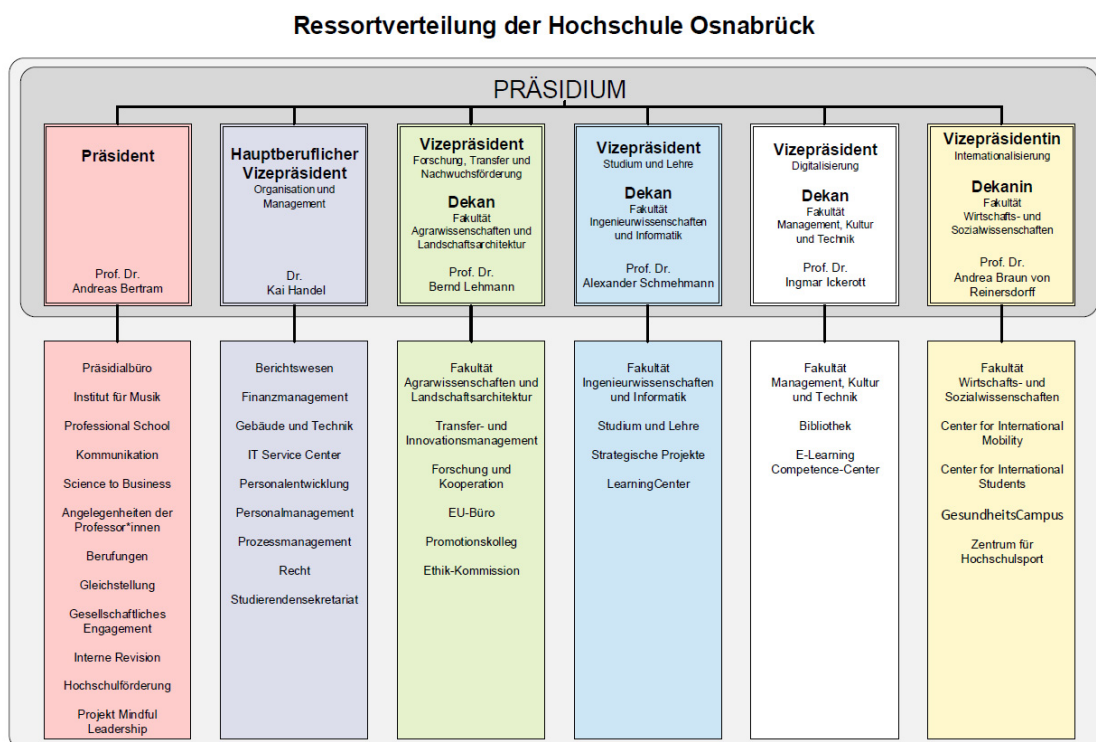 Ressortverteilung der Hochschule Osnabrück
PRÄSIDIUM
Präsident
Prof. Dr.
Andreas Bertram
Hauptberuflicher
Vizepräsident
Organisation und
Management
Dr.
Kai Handel
Vizepräsident
Forschung, Transfer und
Nachwuchsförderung
Dekan
Fakultät
Agrarwissenschaften und
Landschaftsarchitektur
Prof. Dr.
Bernd Lehmann
Vizepräsident
Studium und Lehre
Dekan
Fakultät
Ingenieurwissenschaften
und Informatik
Prof. Dr.
Alexander Schmehmann
Vizepräsident
Digitalisierung
Dekan
Fakultät
Management, Kultur
und Technik
Prof. Dr.
Ingmar Ickerott
Vizepräsidentin
Internationalisierung
Dekanin
Fakultät
Wirtschafts- und
Sozialwissenschaften
Prof. Dr.
Andrea Braun von
Reinersdorff
Präsidialbüro
Institut für Musik
Professional School
Kommunikation
Science to Business
Angelegenheiten der
Professor*innen
Berufungen
Gleichstellung
Gesellschaftliches
Engagement
Interne Revision
Hochschulförderung
Projekt Mindful
Leadership
Berichtswesen
Finanzmanagement
Gebäude und Technik
IT Service Center
Personalentwicklung
Personalmanagement
Prozessmanagement
Recht
Studierendensekretariat
Fakultät
Agrarwissenschaften und
Landschaftsarchitektur
Transfer- und
Innovationsmanagement
Forschung und
Kooperation
EU-Büro
Promotionskolleg
Ethik-Kommission
Fakultät
Ingenieurwissenschaften
und Informatik
Studium und Lehre
Strategische Projekte
LearningCenter
Fakultät
Management, Kultur
und Technik
Bibliothek
E-Learning
Competence-Center
Fakultät
Wirtschafts- und
Sozialwissenschaften
Center for International
Mobility
Center for International
Students
GesundheitsCampus
Zentrum für
Hochschulsport